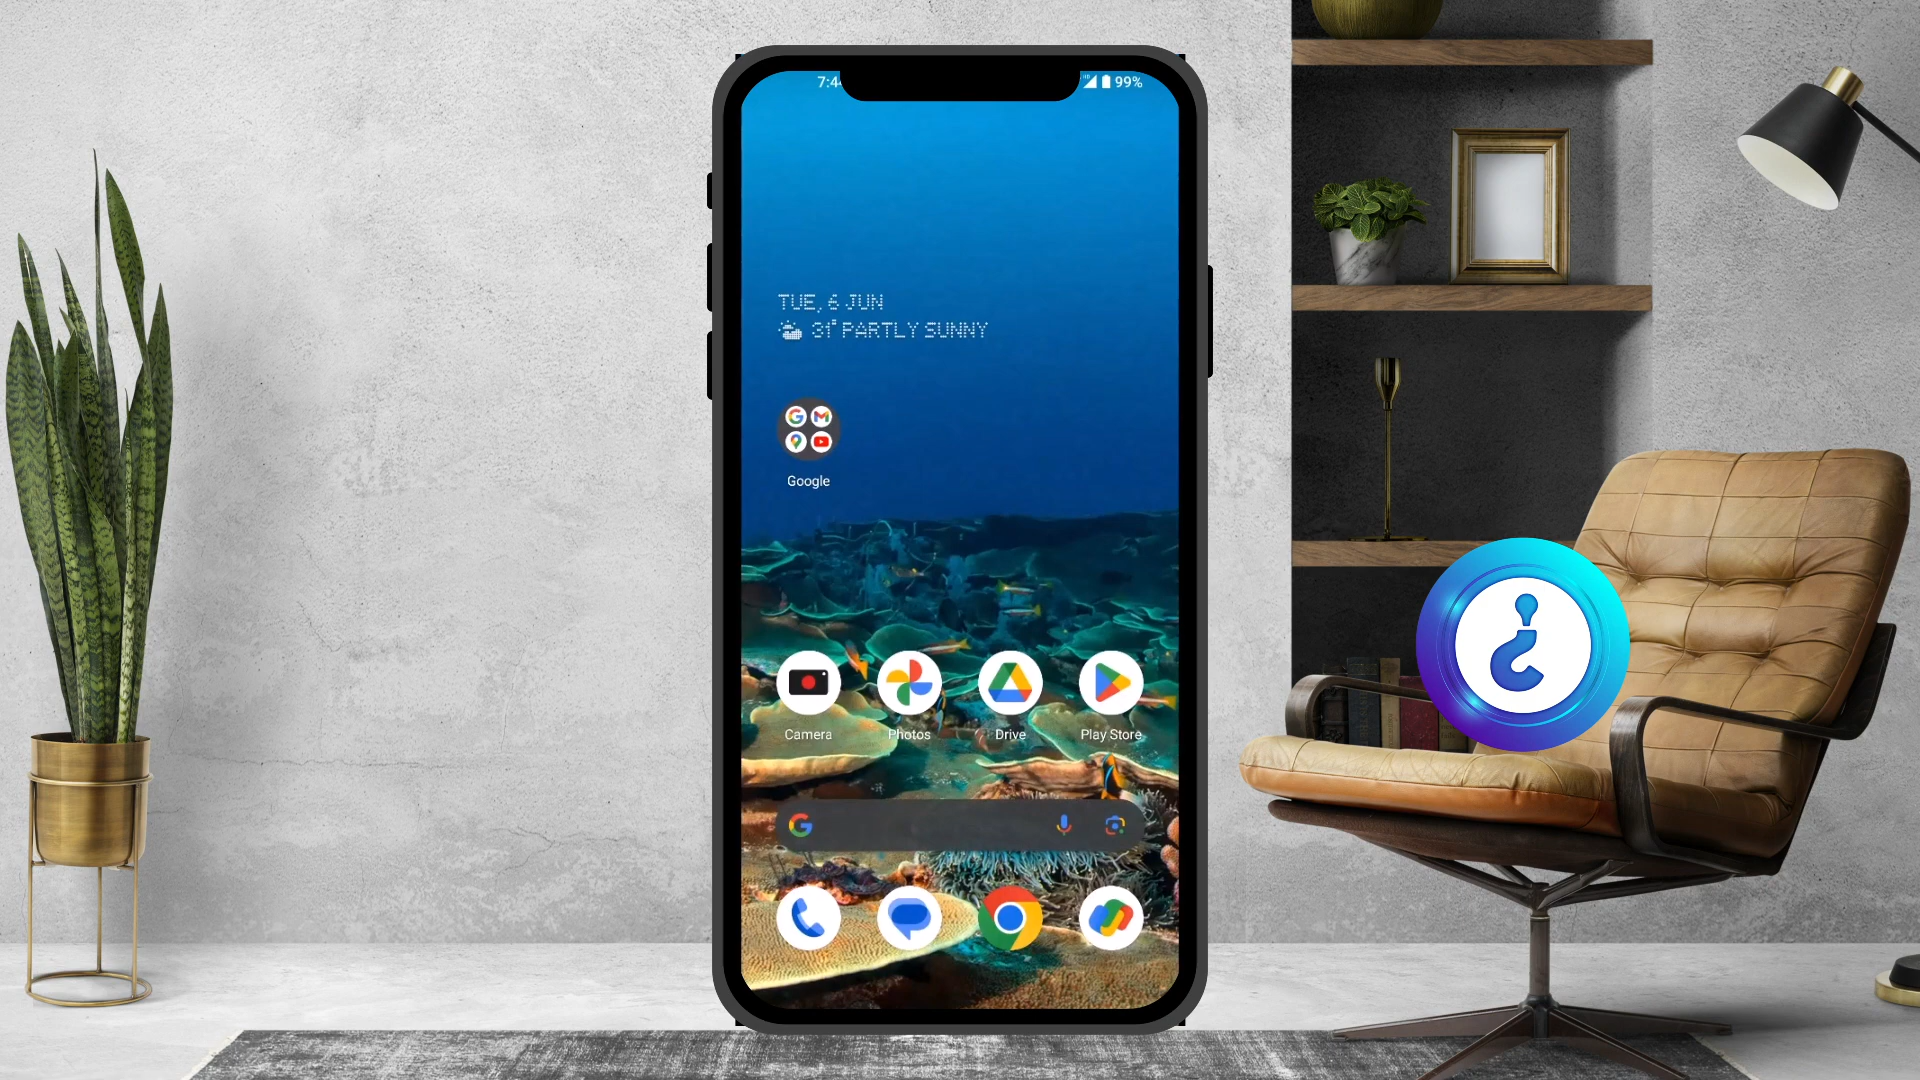 7:4
99%
TUE, 6 JUN
31° PARTLY SUNNY
Google
Camera
Photos
Drive
Play Store